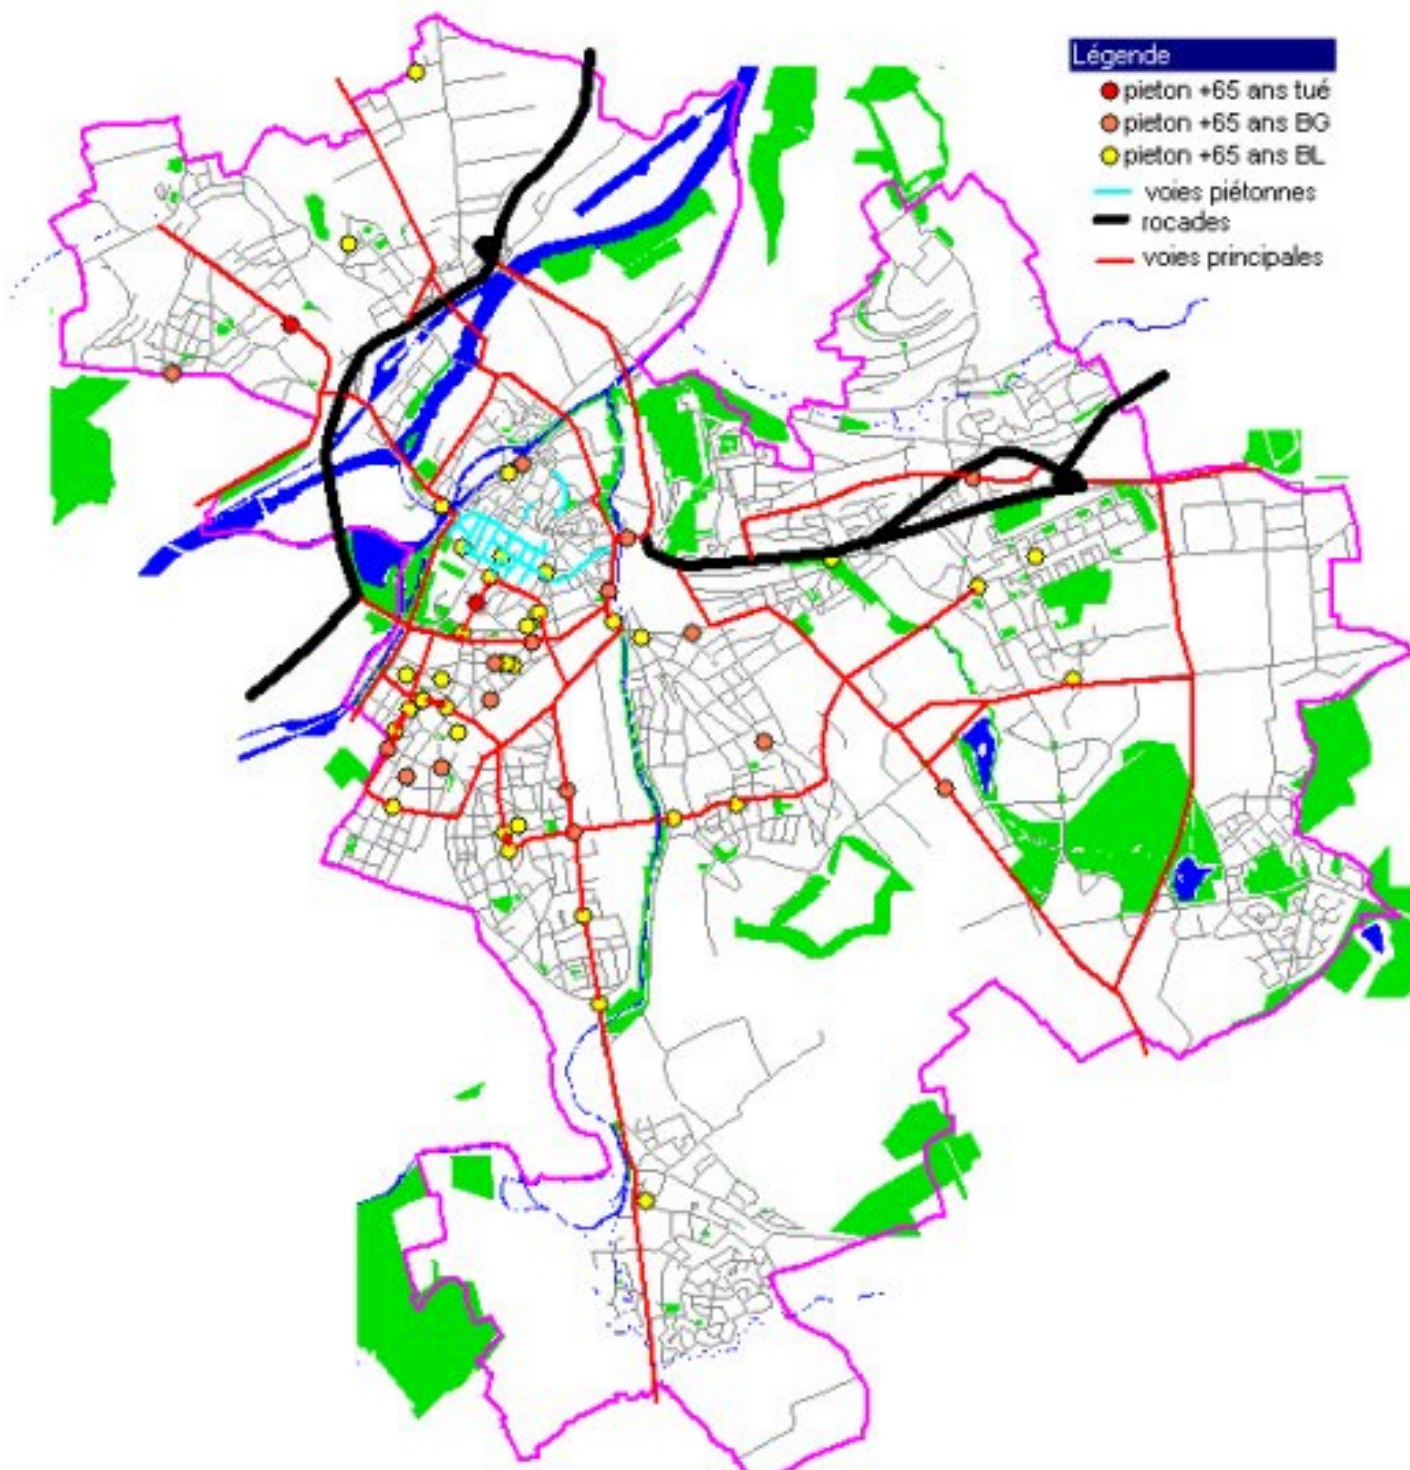 Légende
pieton +65 ans tué
pieton +65 ans BG
pieton +65 ans BL
voies piétonnes
rocades
voies principales